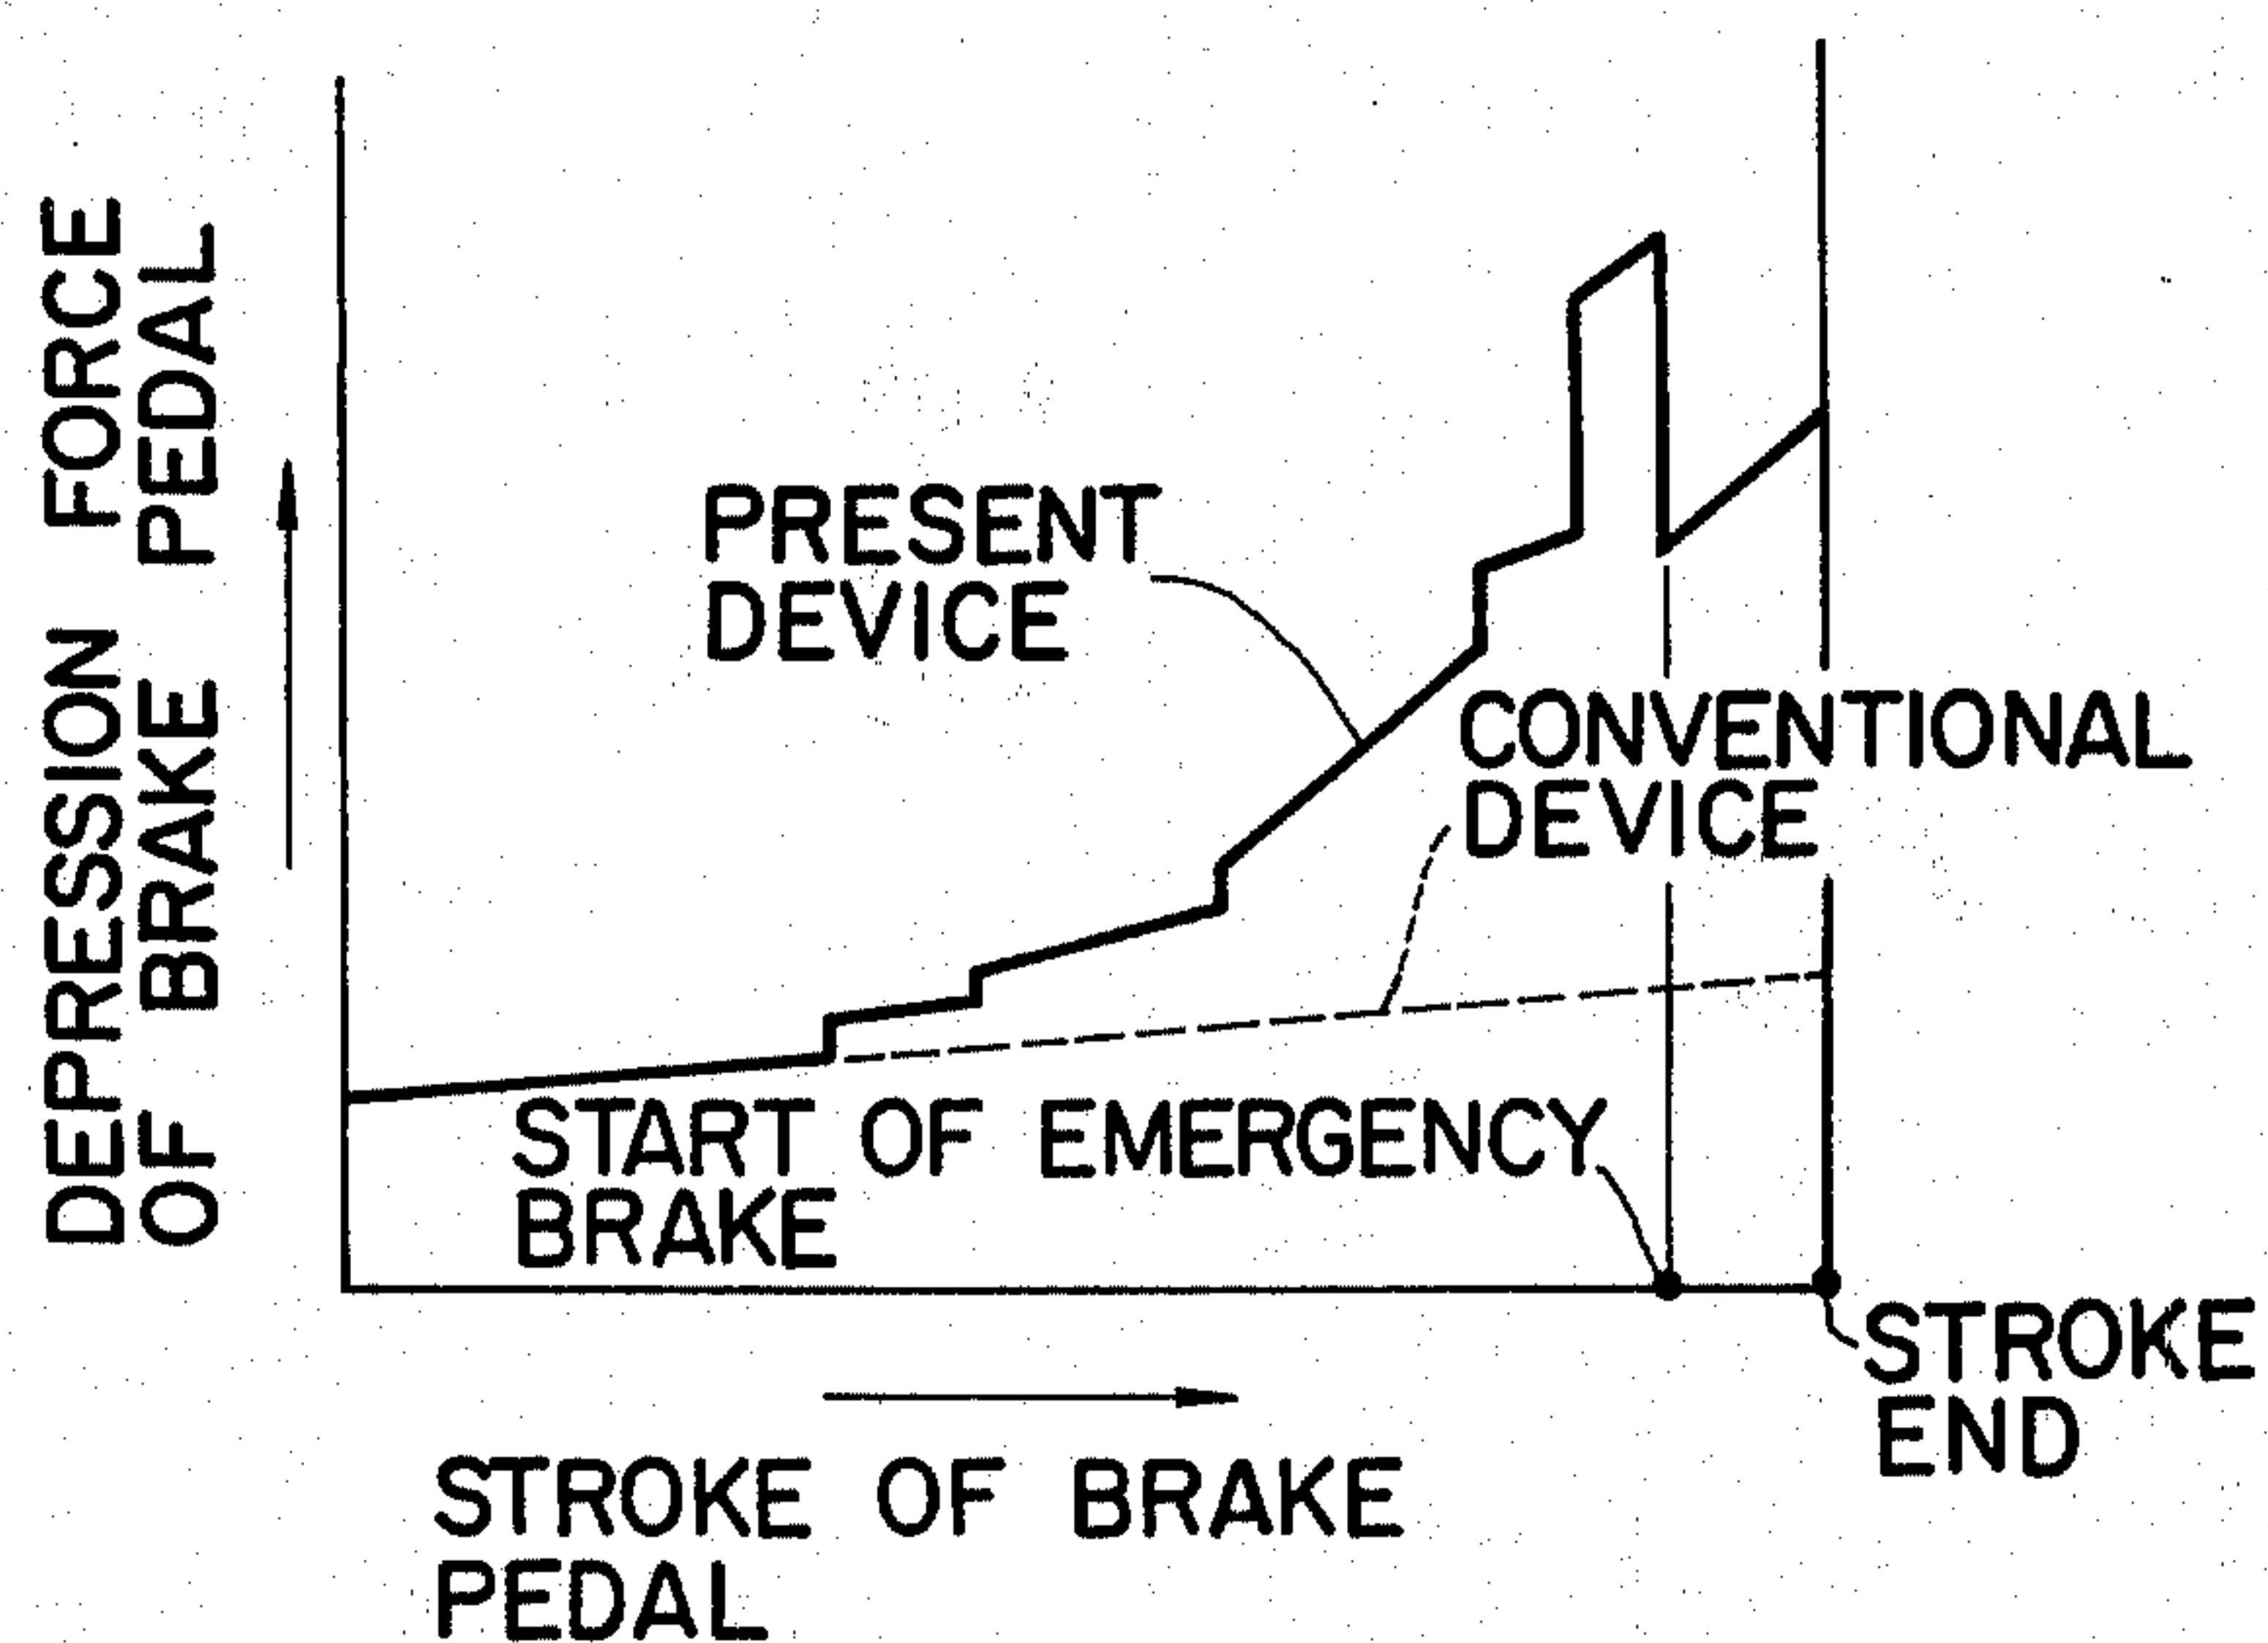 DEPRESSION FORCE
OF BRAKE PEDAL
PRESENT
DEVICE
CONVENTIONAL
DEVICE
START OF EMERGENCY
BRAKE
STROKE
END
STROKE OF BRAKE
PEDAL